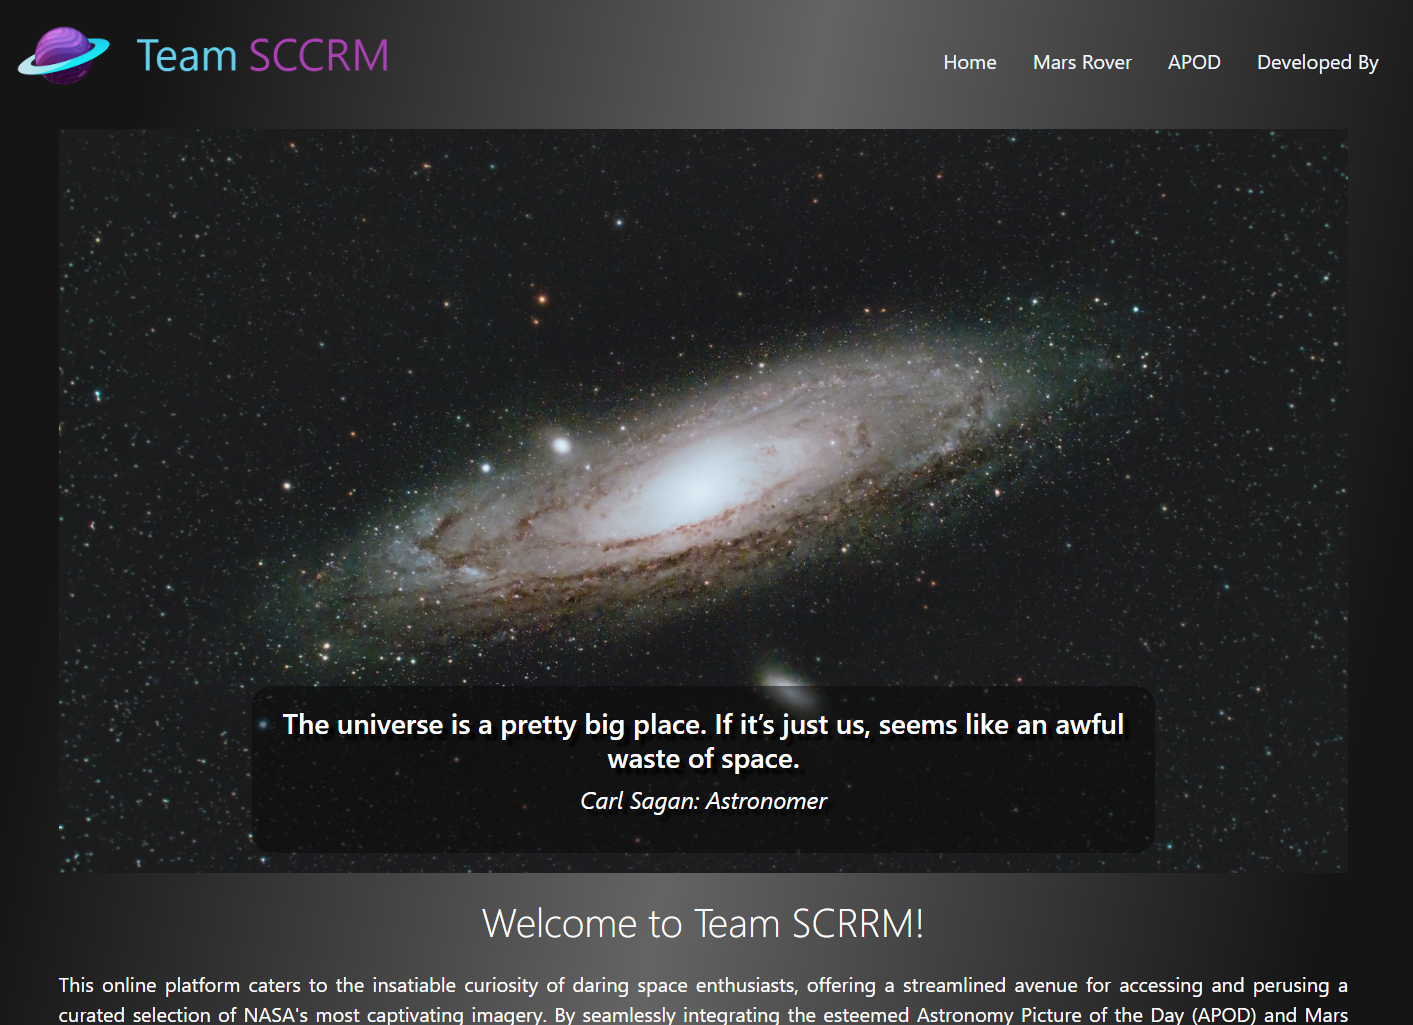 Team SCCRM
Home Mars Rover APOD Developed By
The universe is a pretty big place. If it’s just us, seems like an awful
waste of space.
Carl Sagan: Astronomer
Welcome to Team SCRRM!
This online platform caters to the insatiable curiosity of daring space enthusiasts, offering a streamlined avenue for accessing and perusing a
curated selection of NASA's most captivating imagery. By seamlessly integrating the esteemed Astronomy Picture of the Day (APOD) and Mars